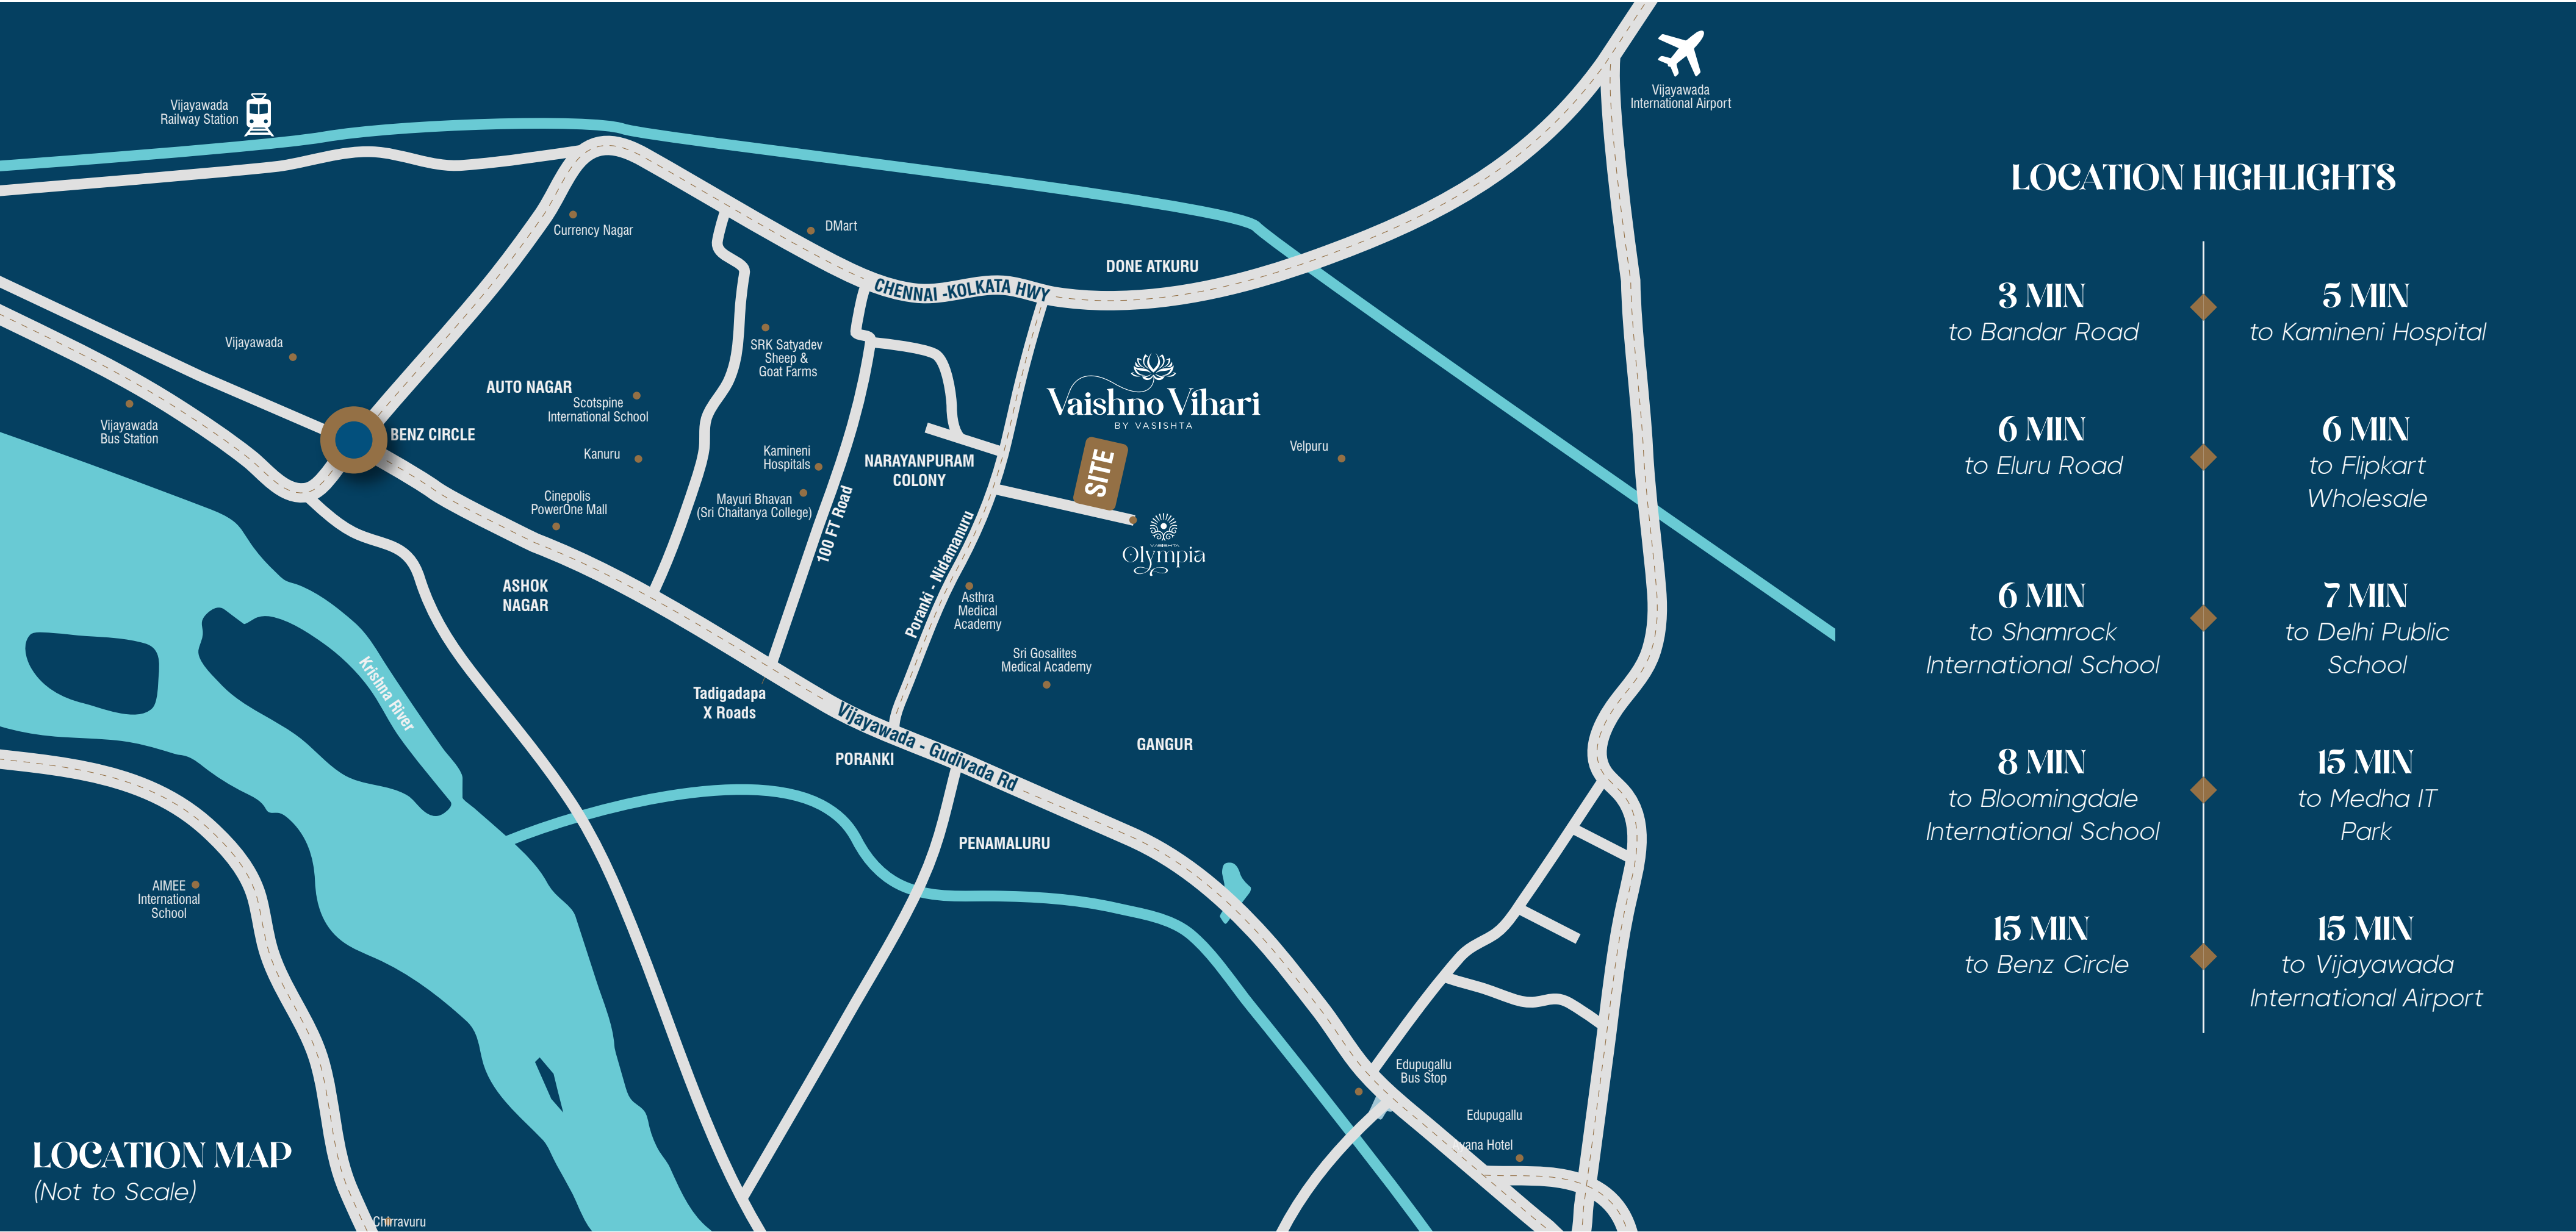 Vijayawada
Railway Station
Vijayawada
International Airport
Currency Nagar
DMart
DONE ATKURU
CHENNAI -KOLKATA HWY
Vijayawada
SRK Satyadev
Sheep &
Goat Farms
AUTO NAGAR
Scotspine
International School
Vaishno Vihari
BY VASISHTA
Vijayawada
Bus Station
BENZ CIRCLE
Kanuru
Kamineni
Hospitals
NARAYANPURAM
COLONY
SITE
Velpuru
Cinepolis
PowerOne Mall
Mayuri Bhavan
(Sri Chaitanya College)
100 FT Road
Poranki - Nidamanuru
VASISHTA
Olympia
ASHOK
NAGAR
Asthra
Medical
Academy
Sri Gosalites
Medical Academy
Krishna River
Tadigadapa
X Roads
Vijayawada - Gudivada Rd
PORANKI
GANGUR
PENAMALURU
AIMEE
International
School
Edupugallu
Bus Stop
Edupugallu
yana Hotel
Chirravuru
LOCATION MAP
(Not to Scale)
LOCATION HIGHLIGHTS
3 MIN
to Bandar Road
5 MIN
to Kamineni Hospital
6 MIN
to Eluru Road
6 MIN
to Flipkart
Wholesale
6 MIN
to Shamrock
International School
7 MIN
to Delhi Public
School
8 MIN
to Bloomingdale
International School
15 MIN
to Medha IT
Park
15 MIN
to Benz Circle
15 MIN
to Vijayawada
International Airport